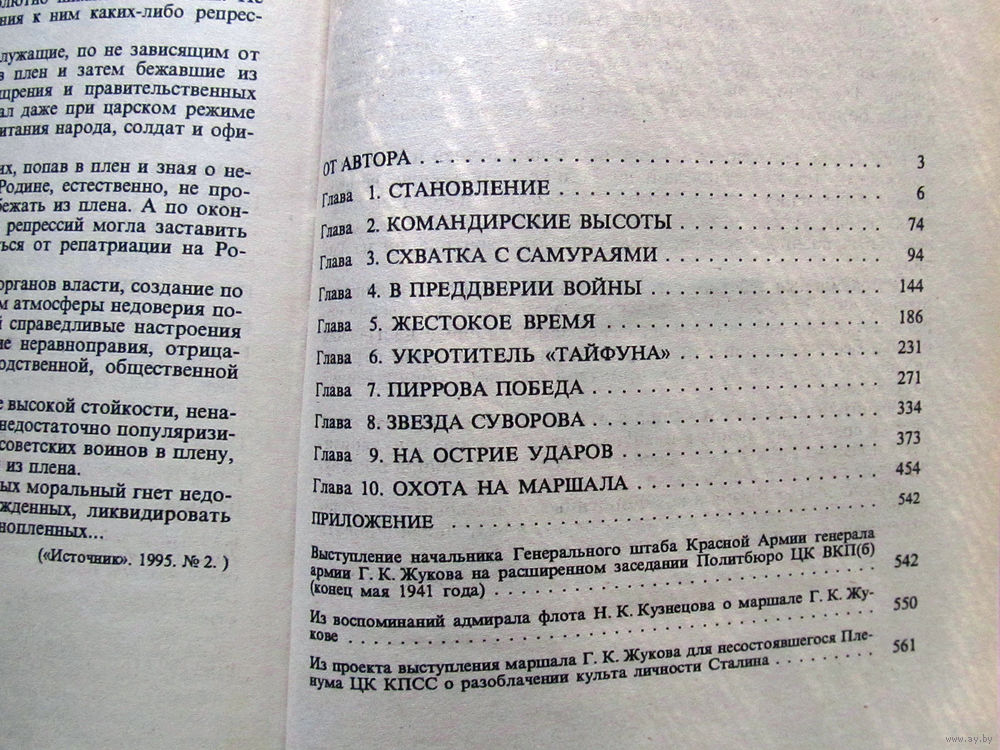 ния к ним каких-либо репрес-
лужащие, по не зависящим от
в плен и затем бежавшие из
щрения и правительственных
ал даже при царском режиме
итания народа, солдат и офи-
их, попав в плен и зная о не-
Родине, естественно, не про-
бежать из плена. А по окон-
репрессий могла заставить
ться от репатриации на Ро-
органов власти, создание по
м атмосферы недоверия по-
й справедливые настроения
ие неравноправия, отрица-
одственной, общественной
е высокой стойкости, нена-
недостаточно популяризи-
советских воинов в плену,
из плена.
ых моральный гнет недо-
жденных, ликвидировать
нопленных...
(«Источник». 1995. № 2. )
ОТ АВТОРА . . . . . . . . . . 3
Глава 1. СТАНОВЛЕНИЕ . . . . . . . . . . 6
Глава 2. КОМАНДИРСКИЕ ВЫСОТЫ . . . . . . . . . . 74
Глава 3. СХВАТКА С САМУРАЯМИ . . . . . . . . . . 94
Глава 4. В ПРЕДДВЕРИИ ВОЙНЫ . . . . . . . . . . 144
Глава 5. ЖЕСТОКОЕ ВРЕМЯ . . . . . . . . . . 186
Глава 6. УКРОТИТЕЛЬ «ТАЙФУНА» . . . . . . . . . . 231
Глава 7. ПИРРОВА ПОБЕДА . . . . . . . . . . 271
Глава 8. ЗВЕЗДА СУВОРОВА . . . . . . . . . . 334
Глава 9. НА ОСТРИЕ УДАРОВ . . . . . . . . . . 373
Глава 10. ОХОТА НА МАРШАЛА . . . . . . . . . . 454
ПРИЛОЖЕНИЕ . . . . . . . . . . 542
Выступление начальника Генерального штаба Красной Армии генерала
армии Г. К. Жукова на расширенном заседании Политбюро ЦК ВКП(б)
(конец мая 1941 года) . . . . . . . . . . 542
Из воспоминаний адмирала флота Н. К. Кузнецова о маршале Г. К. Жу-
кове . . . . . . . . . . 550
Из проекта выступления маршала Г. К. Жукова для несостоявшегося Пле-
нума ЦК КПСС о разоблачении культа личности Сталина . . . . . . . . . . 561
www.ay.by